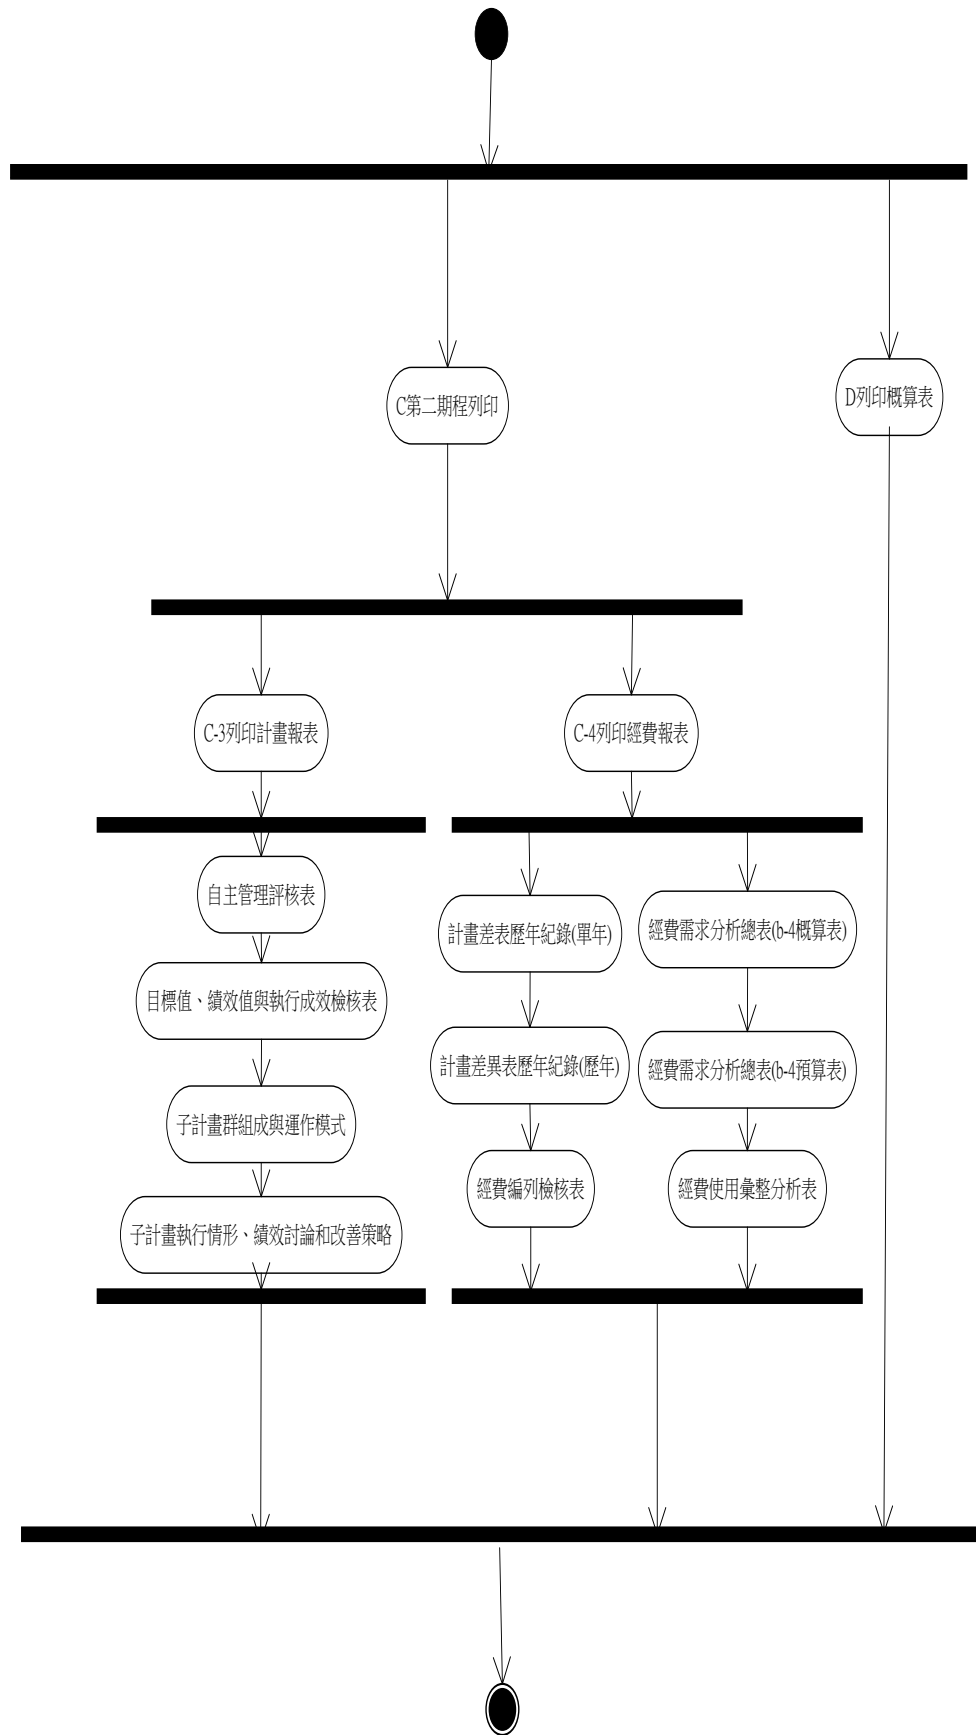 C第二期程列印
D列印概算表
C-3列印計畫報表
C-4列印經費報表
自主管理評核表
計畫差表歷年紀錄(單年)
經費需求分析總表(b-4概算表)
目標值、績效值與執行成效檢核表
計畫差異表歷年紀錄(歷年)
經費需求分析總表(b-4預算表)
子計畫群組成與運作模式
經費編列檢核表
經費使用彙整分析表
子計畫執行情形、績效討論和改善策略